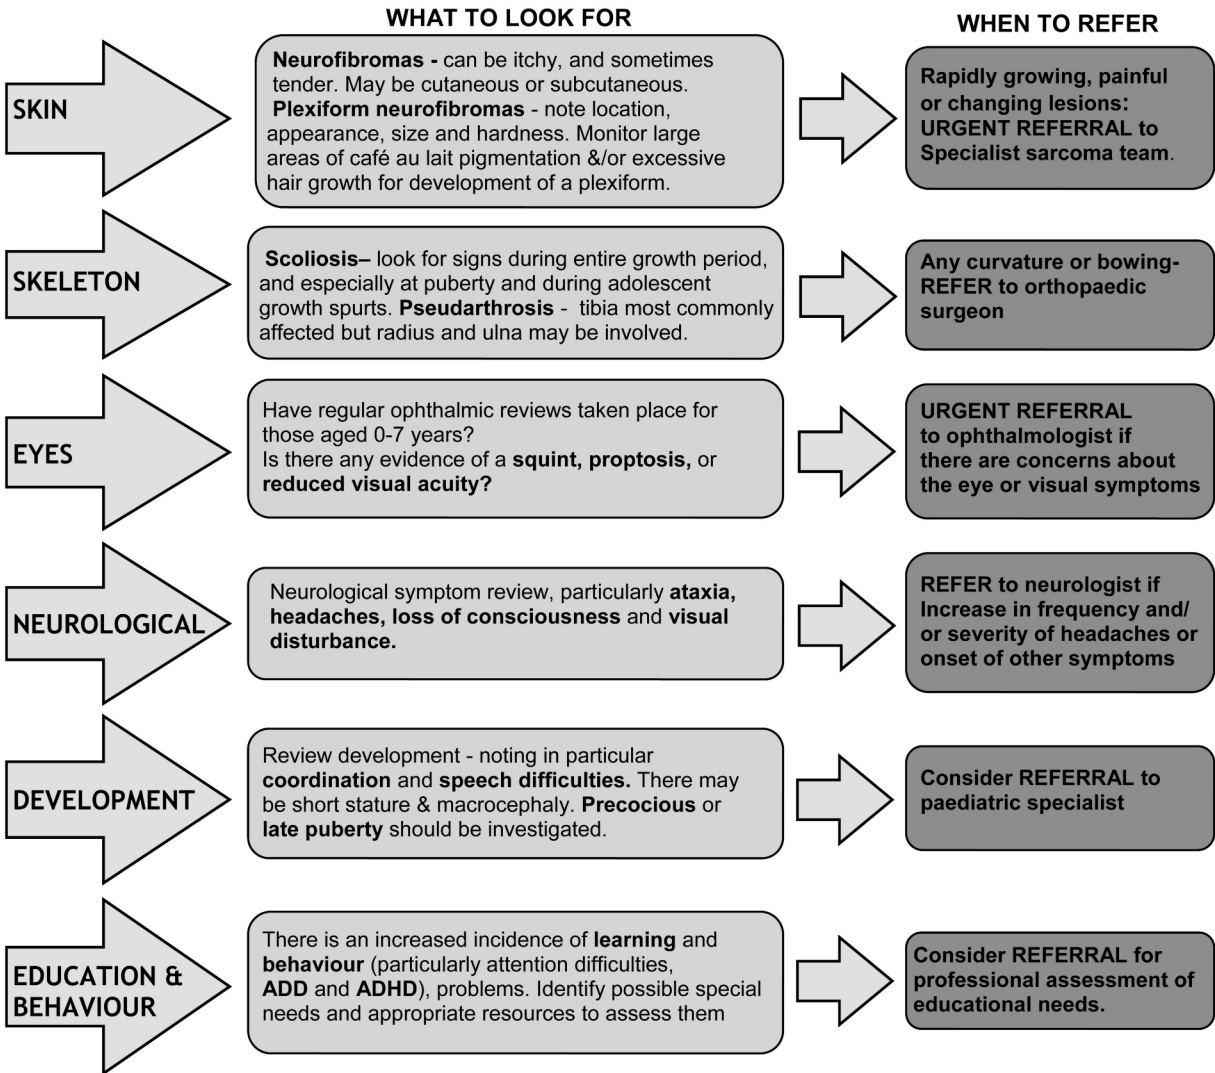 WHAT TO LOOK FOR
WHEN TO REFER
SKIN
Neurofibromas - can be itchy, and sometimes
tender. May be cutaneous or subcutaneous.
Plexiform neurofibromas - note location,
appearance, size and hardness. Monitor large
areas of café au lait pigmentation &/or excessive
hair growth for development of a plexiform.
Rapidly growing, painful
or changing lesions:
URGENT REFERRAL to
Specialist sarcoma team.
SKELETON
Scoliosis– look for signs during entire growth period,
and especially at puberty and during adolescent
growth spurts. Pseudarthrosis - tibia most commonly
affected but radius and ulna may be involved.
Any curvature or bowing-
REFER to orthopaedic
surgeon
EYES
Have regular ophthalmic reviews taken place for
those aged 0-7 years?
Is there any evidence of a squint, proptosis, or
reduced visual acuity?
URGENT REFERRAL
to ophthalmologist if
there are concerns about
the eye or visual symptoms
NEUROLOGICAL
Neurological symptom review, particularly ataxia,
headaches, loss of consciousness and visual
disturbance.
REFER to neurologist if
Increase in frequency and/
or severity of headaches or
onset of other symptoms
DEVELOPMENT
Review development - noting in particular
coordination and speech difficulties. There may
be short stature & macrocephaly. Precocious or
late puberty should be investigated.
Consider REFERRAL to
paediatric specialist
EDUCATION &
BEHAVIOUR
There is an increased incidence of learning and
behaviour (particularly attention difficulties,
ADD and ADHD), problems. Identify possible special
needs and appropriate resources to assess them
Consider REFERRAL for
professional assessment of
educational needs.